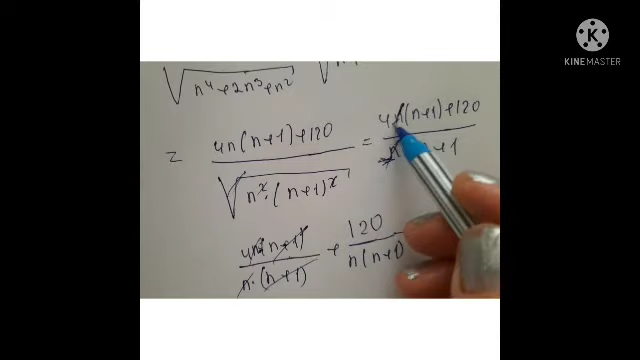 KINEMASTER
√(n⁴+2n³+n²) √n
= (4n(n+1)+120)/√(n²·(n+1)²) = (4n(n+1)+120)/(n n+1)
4n(n+1)/(n·(n+1)) + 120/(n(n+1))